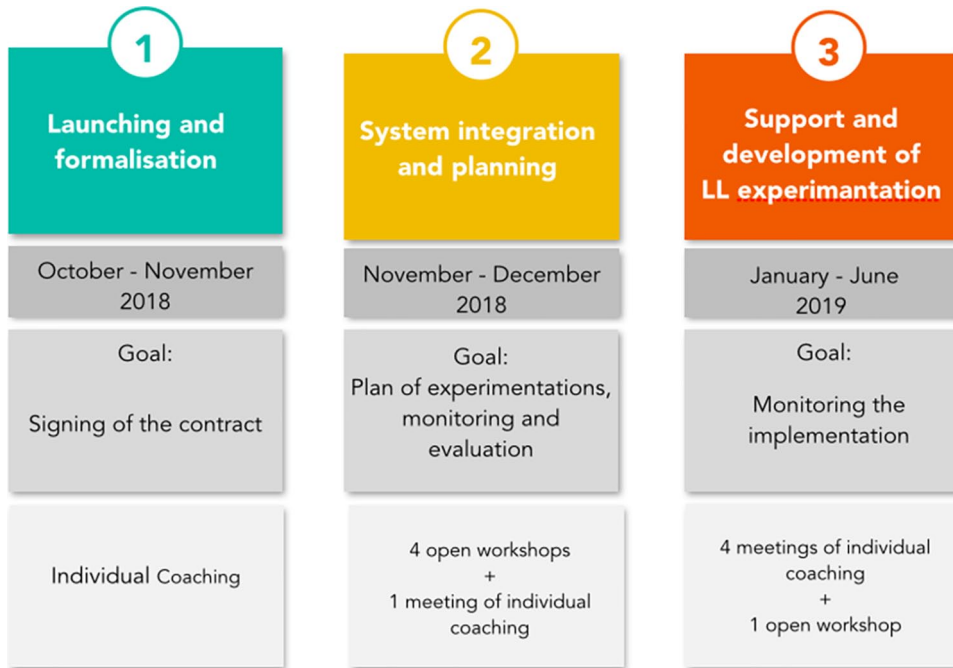 1
Launching and
formalisation
October - November
2018
Goal:
Signing of the contract
Individual Coaching
2
System integration
and planning
November - December
2018
Goal:
Plan of experimentations,
monitoring and
evaluation
4 open workshops
+
1 meeting of individual
coaching
3
Support and
development of
LL experimantation
January - June
2019
Goal:
Monitoring the
implementation
4 meetings of individual
coaching
+
1 open workshop